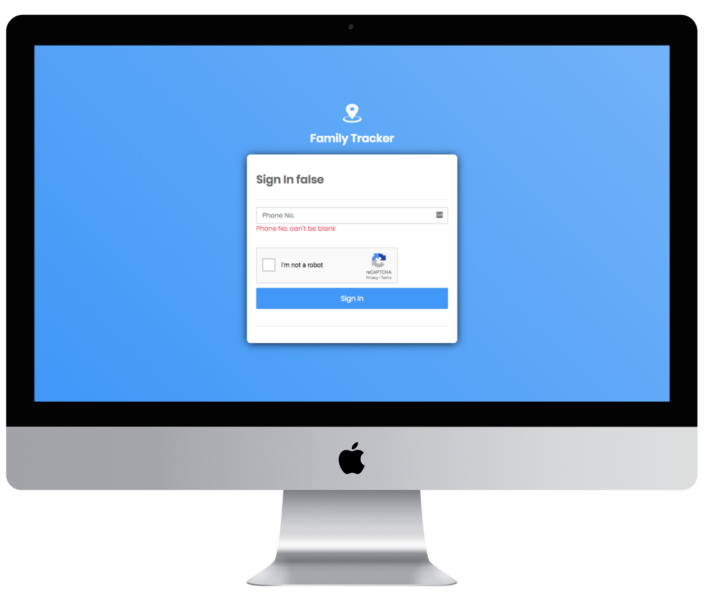 Family Tracker
Sign In false
Phone No.
Phone No. can't be blank
I'm not a robot
reCAPTCHA
Privacy - Terms
Sign In